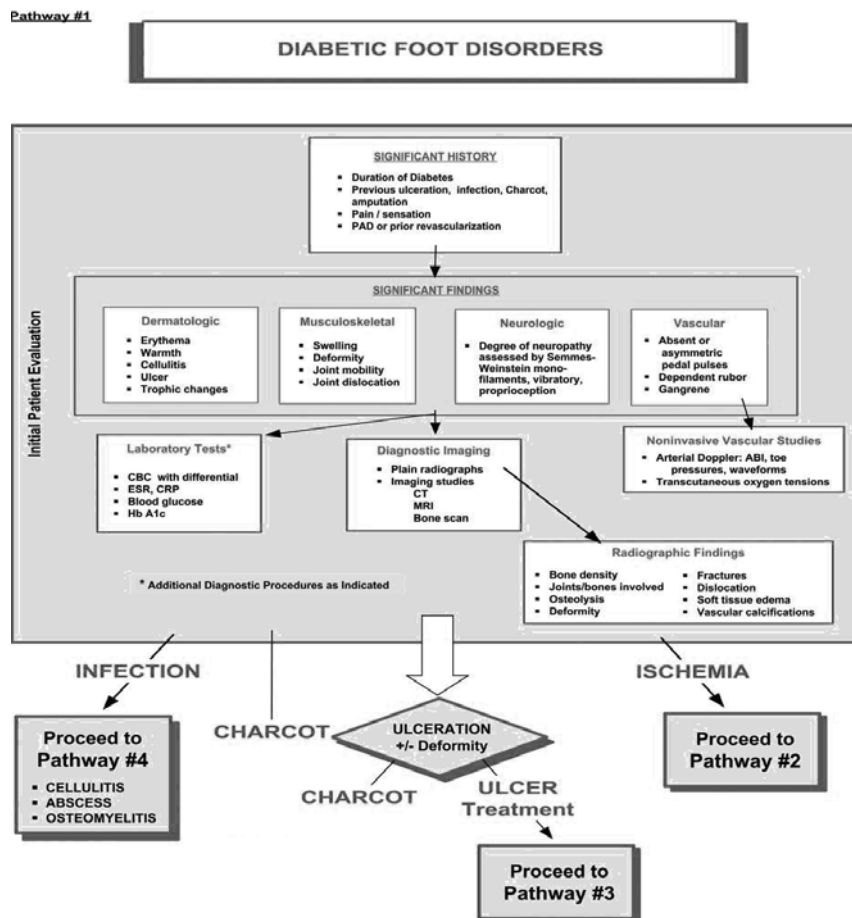 Pathway #1
DIABETIC FOOT DISORDERS
Initial Patient Evaluation
SIGNIFICANT HISTORY
▪ Duration of Diabetes
▪ Previous ulceration, infection, Charcot,
amputation
▪ Pain / sensation
▪ PAD or prior revascularization
SIGNIFICANT FINDINGS
Dermatologic
▪ Erythema
▪ Warmth
▪ Cellulitis
▪ Ulcer
▪ Trophic changes
Musculoskeletal
▪ Swelling
▪ Deformity
▪ Joint mobility
▪ Joint dislocation
Neurologic
▪ Degree of neuropathy
assessed by Semmes-
Weinstein mono-
filaments, vibratory,
proprioception
Vascular
▪ Absent or
asymmetric
pedal pulses
▪ Dependent rubor
▪ Gangrene
Laboratory Tests*
▪ CBC with differential
▪ ESR, CRP
▪ Blood glucose
▪ Hb A1c
Diagnostic Imaging
▪ Plain radiographs
▪ Imaging studies
CT
MRI
Bone scan
Noninvasive Vascular Studies
▪ Arterial Doppler: ABI, toe
pressures, waveforms
▪ Transcutaneous oxygen tensions
Radiographic Findings
▪ Bone density
▪ Joints/bones involved
▪ Osteolysis
▪ Deformity
▪ Fractures
▪ Dislocation
▪ Soft tissue edema
▪ Vascular calcifications
* Additional Diagnostic Procedures as Indicated
INFECTION
Proceed to
Pathway #4
▪ CELLULITIS
▪ ABSCESS
▪ OSTEOMYELITIS
CHARCOT
ULCERATION
+/- Deformity
CHARCOT
ULCER
Treatment
Proceed to
Pathway #3
ISCHEMIA
Proceed to
Pathway #2